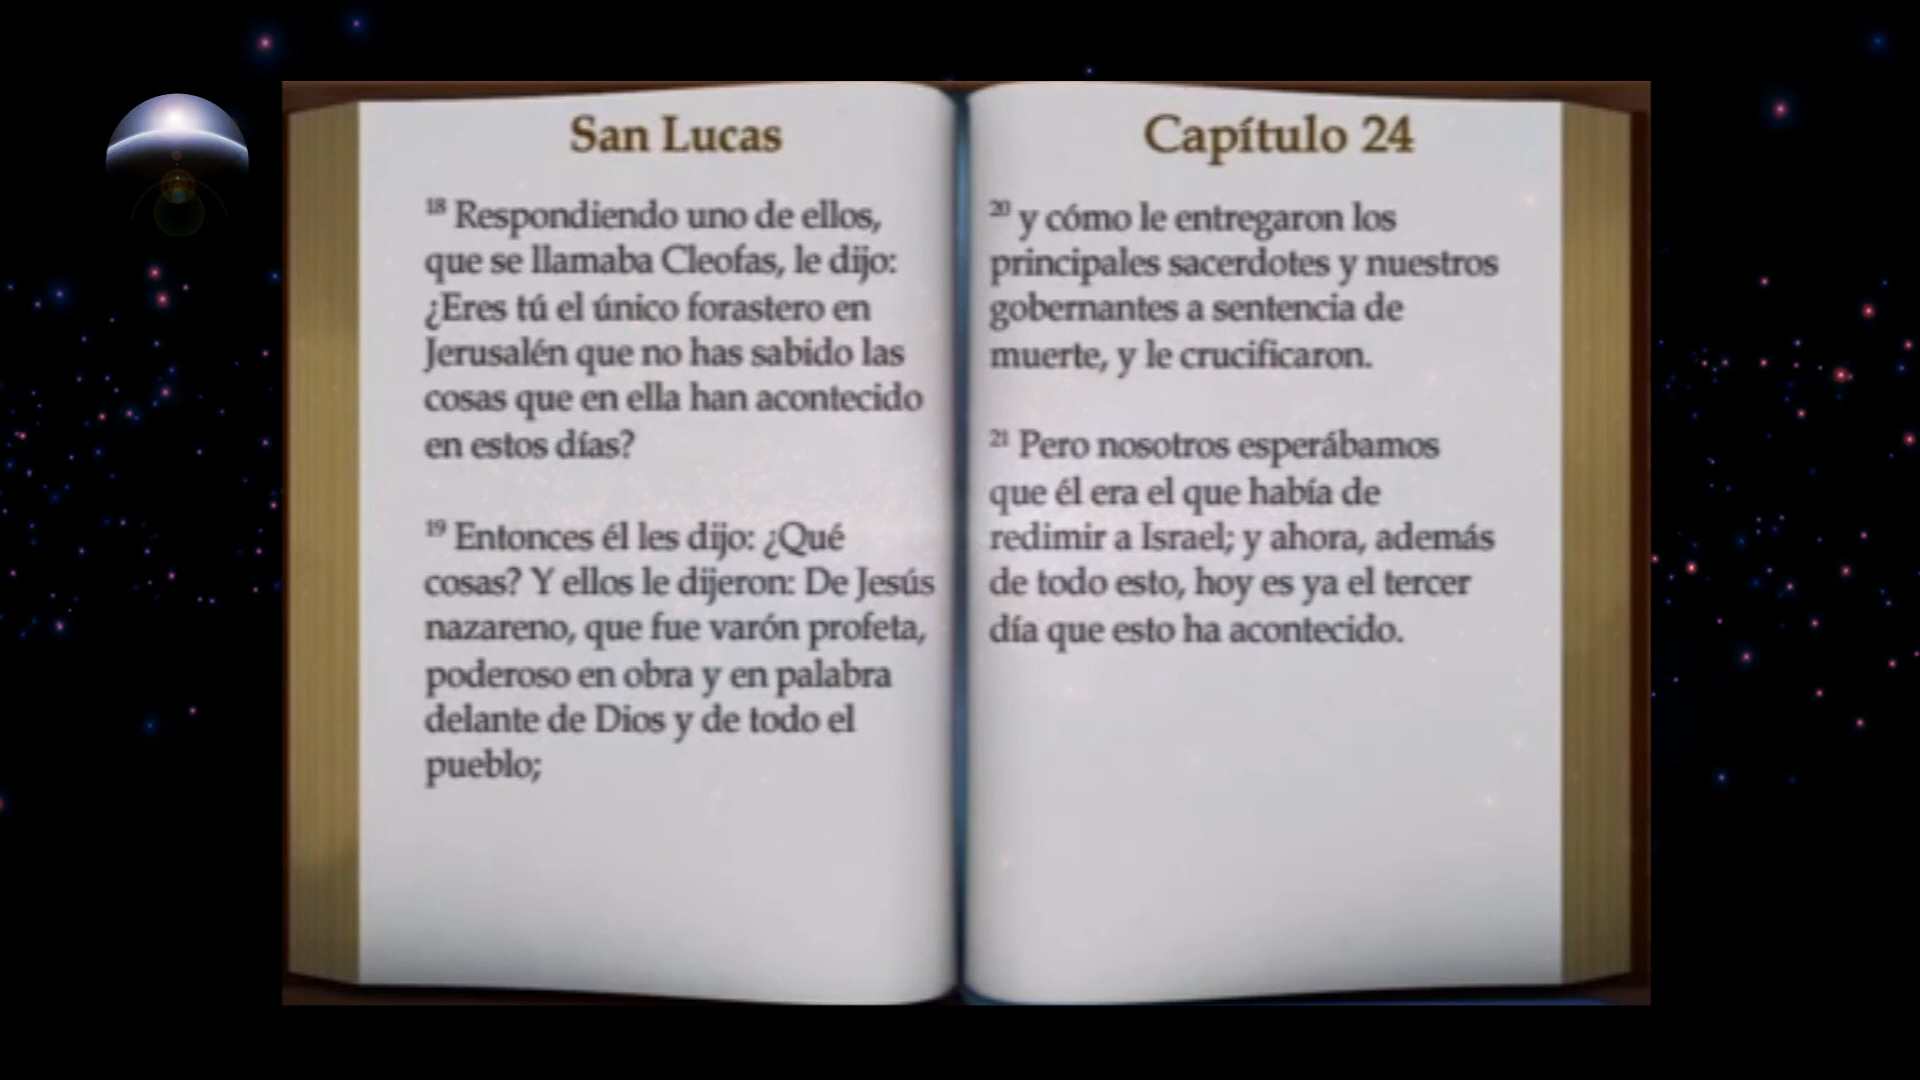 San Lucas
18 Respondiendo uno de ellos,
que se llamaba Cleofas, le dijo:
¿Eres tú el único forastero en
Jerusalén que no has sabido las
cosas que en ella han acontecido
en estos días?
19 Entonces él les dijo: ¿Qué
cosas? Y ellos le dijeron: De Jesús
nazareno, que fue varón profeta,
poderoso en obra y en palabra
delante de Dios y de todo el
pueblo;
Capítulo 24
20 y cómo le entregaron los
principales sacerdotes y nuestros
gobernantes a sentencia de
muerte, y le crucificaron.
21 Pero nosotros esperábamos
que él era el que había de
redimir a Israel; y ahora, además
de todo esto, hoy es ya el tercer
día que esto ha acontecido.